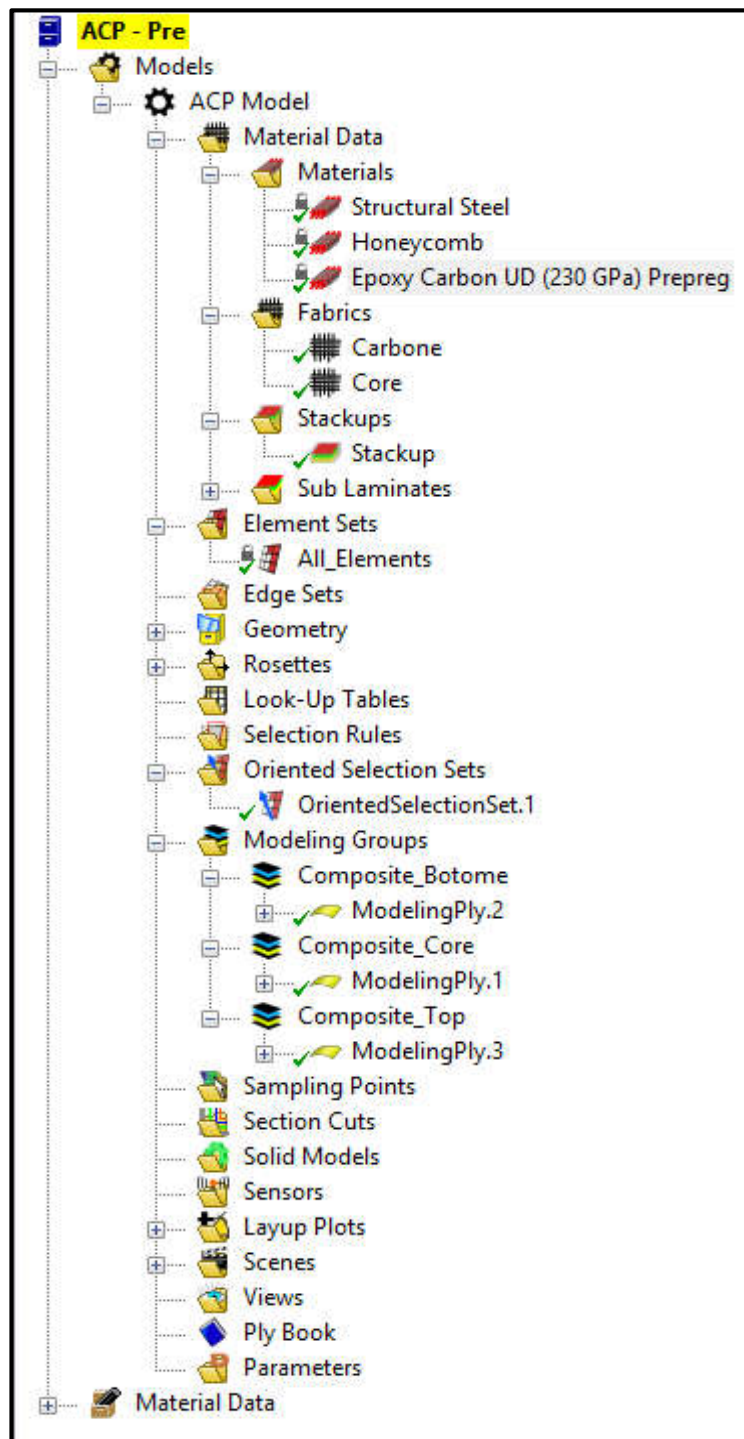 ACP - Pre
Models
ACP Model
Material Data
Materials
Structural Steel
Honeycomb
Epoxy Carbon UD (230 GPa) Prepreg
Fabrics
Carbone
Core
Stackups
Stackup
Sub Laminates
Element Sets
All_Elements
Edge Sets
Geometry
Rosettes
Look-Up Tables
Selection Rules
Oriented Selection Sets
OrientedSelectionSet.1
Modeling Groups
Composite_Botome
ModelingPly.2
Composite_Core
ModelingPly.1
Composite_Top
ModelingPly.3
Sampling Points
Section Cuts
Solid Models
Sensors
Layup Plots
Scenes
Views
Ply Book
Parameters
Material Data